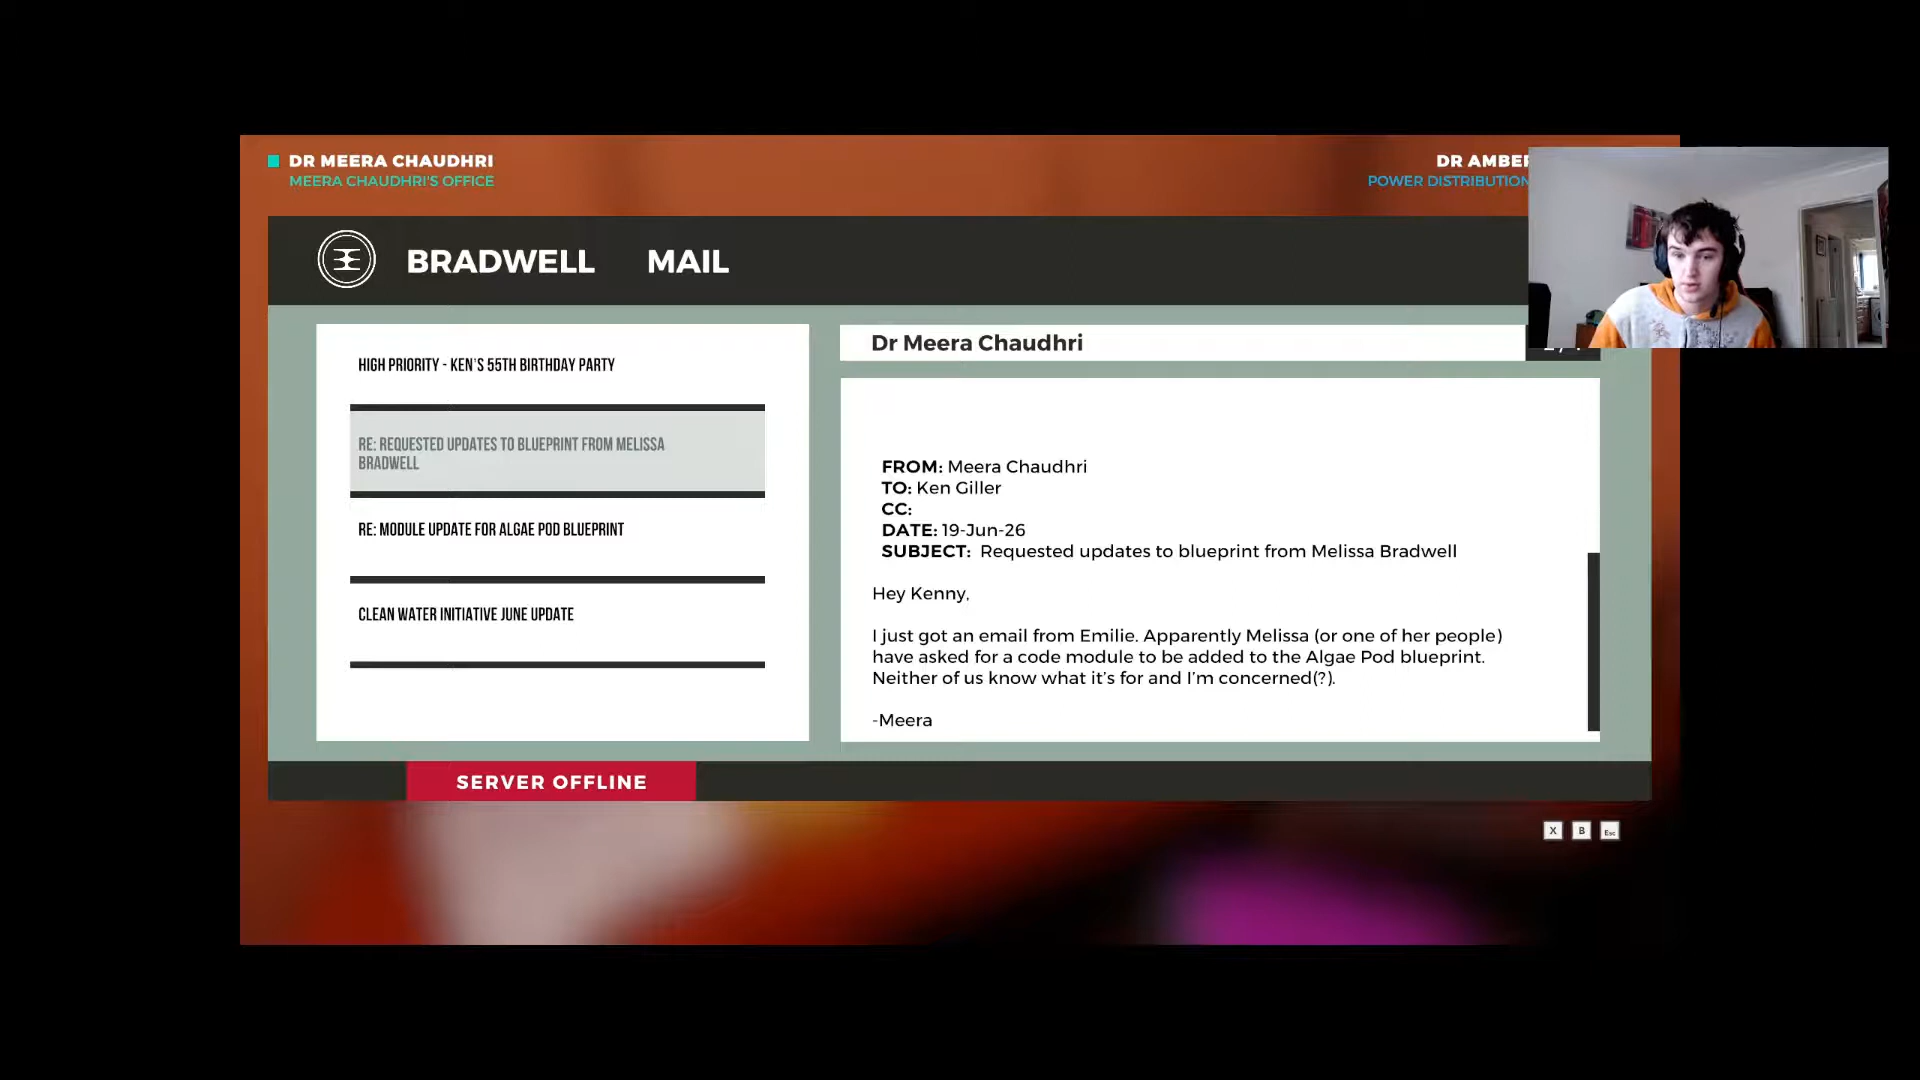 DR MEERA CHAUDHRI
MEERA CHAUDHRI'S OFFICE
DR AMBER
POWER DISTRIBUTION
BRADWELL MAIL
HIGH PRIORITY - KEN'S 55TH BIRTHDAY PARTY
RE: REQUESTED UPDATES TO BLUEPRINT FROM MELISSA
BRADWELL
RE: MODULE UPDATE FOR ALGAE POD BLUEPRINT
CLEAN WATER INITIATIVE JUNE UPDATE
Dr Meera Chaudhri
FROM: Meera Chaudhri
TO: Ken Giller
CC:
DATE: 19-Jun-26
SUBJECT: Requested updates to blueprint from Melissa Bradwell
Hey Kenny,
I just got an email from Emilie. Apparently Melissa (or one of her people)
have asked for a code module to be added to the Algae Pod blueprint.
Neither of us know what it's for and I'm concerned(?).
-Meera
SERVER OFFLINE
X B Esc